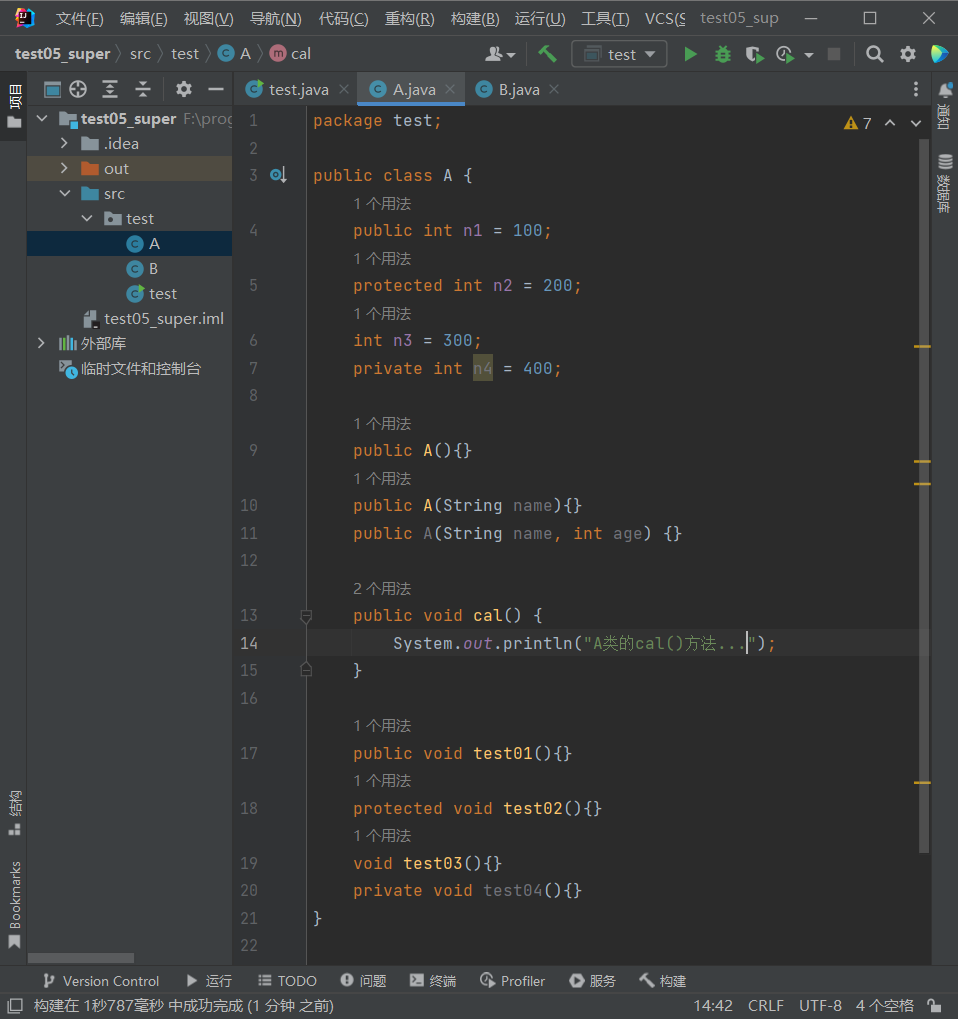 文件(F) 编辑(E) 视图(V) 导航(N) 代码(C) 重构(R) 构建(B) 运行(U) 工具(T) VCS(S test05_sup
test05_super src test A cal test
项目
test.java A.java B.java
test05_super F:\prog
.idea
out
src
test
A
B
test
test05_super.iml
外部库
临时文件和控制台
7
1 package test;
2
3 public class A {
1 个用法
4 public int n1 = 100;
1 个用法
5 protected int n2 = 200;
1 个用法
6 int n3 = 300;
7 private int n4 = 400;
8
1 个用法
9 public A(){}
1 个用法
10 public A(String name){}
11 public A(String name, int age) {}
12
2 个用法
13 public void cal() {
14 System.out.println("A类的cal()方法...");
15 }
16
1 个用法
17 public void test01(){}
1 个用法
18 protected void test02(){}
1 个用法
19 void test03(){}
20 private void test04(){}
21 }
22
通知
数据库
结构
Bookmarks
Version Control 运行 TODO 问题 终端 Profiler 服务 构建
构建在 1秒787毫秒 中成功完成 (1 分钟 之前) 14:42 CRLF UTF-8 4 个空格